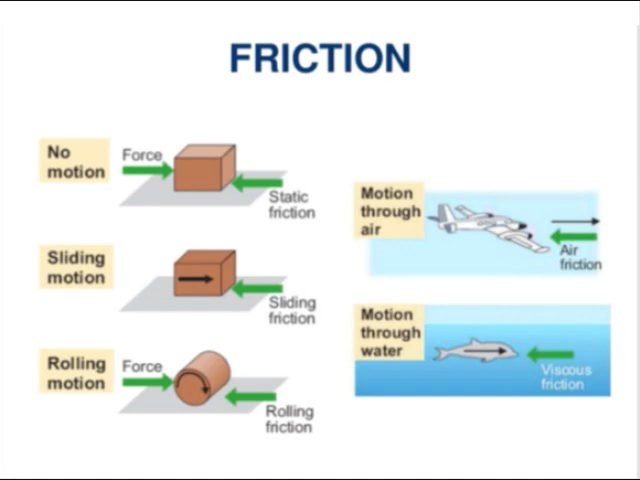 FRICTION
No
motion
Force
Static
friction
Sliding
motion
Sliding
friction
Rolling
motion
Force
Rolling
friction
Motion
through
air
Air
friction
Motion
through
water
Viscous
friction